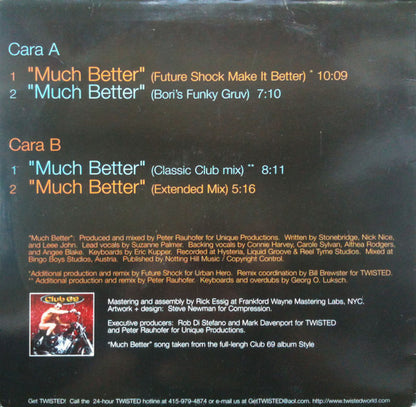 Cara A
1 "Much Better" (Future Shock Make It Better) * 10:09
2 "Much Better" (Bori's Funky Gruv) 7:10
Cara B
1 "Much Better" (Classic Club mix) ** 8:11
2 "Much Better" (Extended Mix) 5:16
"Much Better": Produced and mixed by Peter Rauhofer for Unique Productions. Written by Stonebridge, Nick Nice,
and Leee John. Lead vocals by Suzanne Palmer. Backing vocals by Connie Harvey, Carole Sylvan, Althea Rodgers,
and Angee Blake. Keyboards by Eric Kupper. Recorded at Hysteria, Liquid Groove & Reel Tyme Studios. Mixed at
Bingo Boys Studios, Austria. Published by Notting Hill Music / Copyright Control.
*Additional production and remix by Future Shock for Urban Hero. Remix coordination by Bill Brewster for TWISTED.
** Additional production and remix by Peter Rauhofer. Keyboards and overdubs by Georg O. Luksch.
Club 69
Mastering and assembly by Rick Essig at Frankford Wayne Mastering Labs, NYC.
Artwork + design: Steve Newman for Compression.
Executive producers: Rob Di Stefano and Mark Davenport for TWISTED
and Peter Rauhofer for Unique Productions.
"Much Better" song taken from the full-lengh Club 69 album Style
Get TWISTED! Call the 24-hour TWISTED hotline at 415-979-4874 or e-mail us at GetTWISTED@aol.com. http://www.twistedworld.com